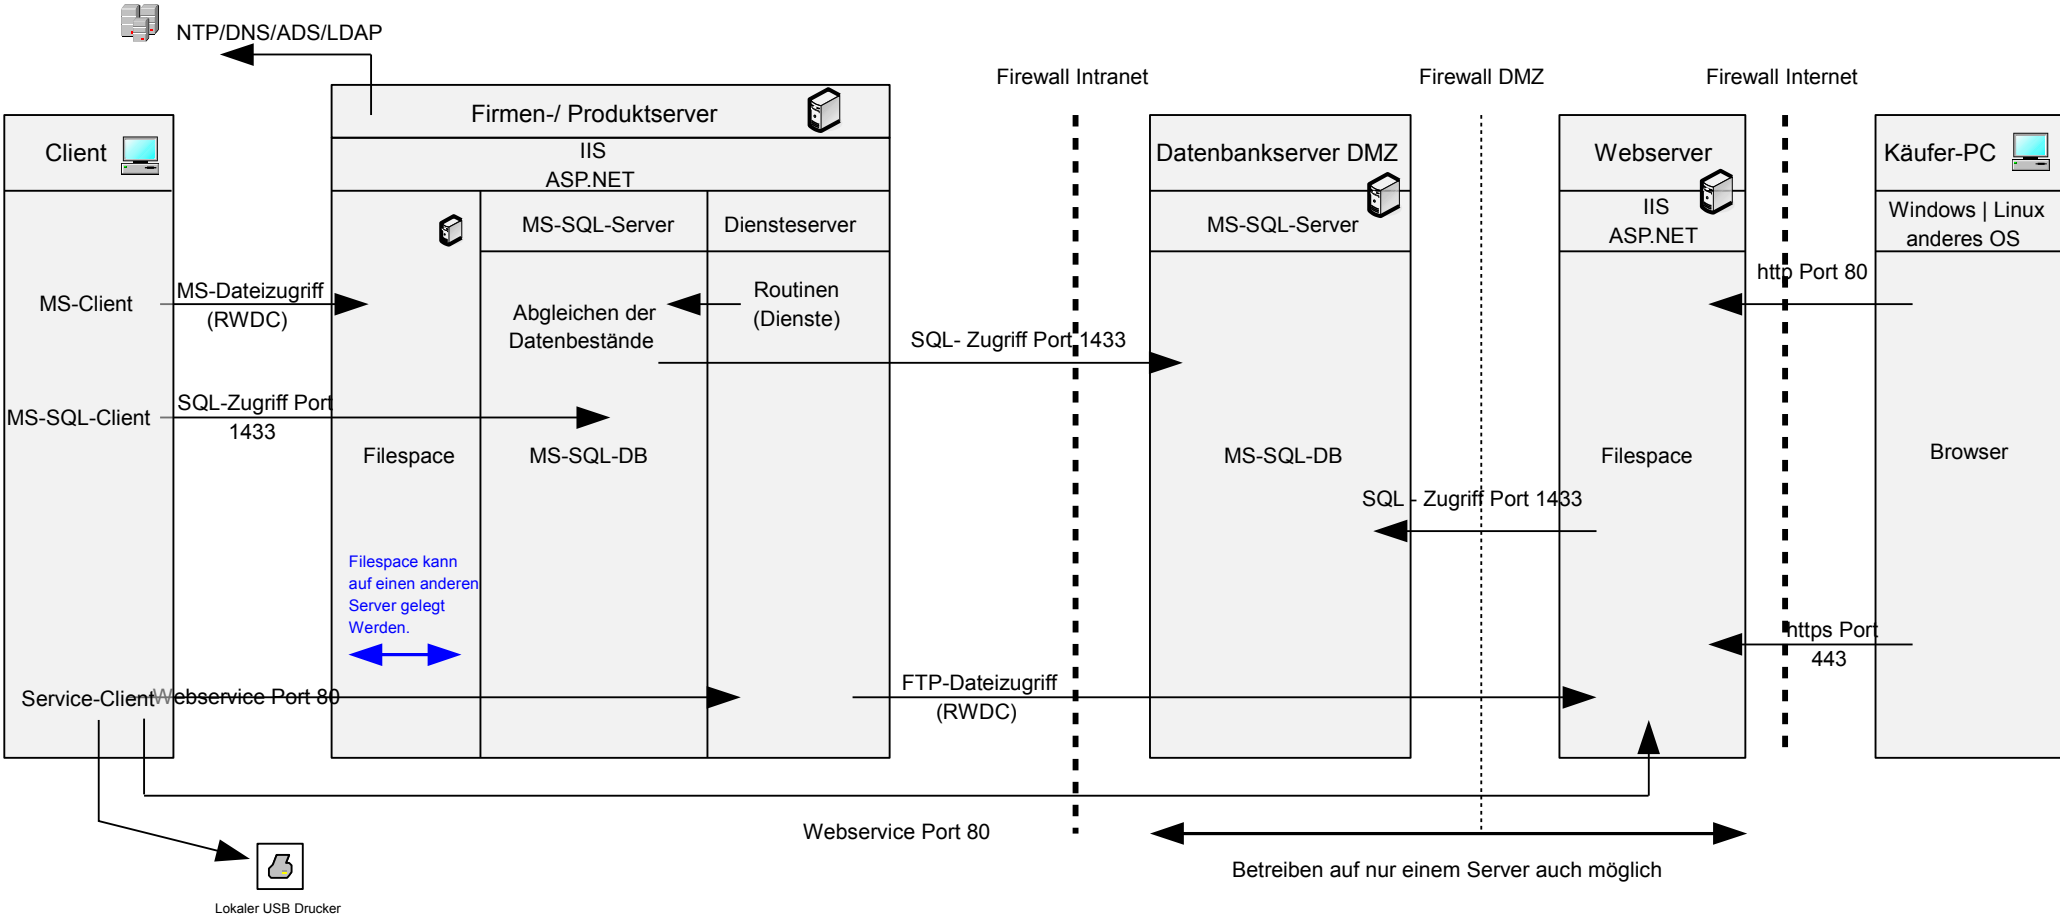 NTP/DNS/ADS/LDAP
Firewall Intranet
Firewall DMZ
Firewall Internet
Client
Firmen-/ Produktserver
IIS
ASP.NET
MS-SQL-Server
Diensteserver
Datenbankserver DMZ
MS-SQL-Server
Webserver
IIS
ASP.NET
Käufer-PC
Windows | Linux
anderes OS
MS-Client
MS-Dateizugriff
(RWDC)
Abgleichen der
Datenbestände
Routinen
(Dienste)
SQL- Zugriff Port 1433
http Port 80
MS-SQL-Client
SQL-Zugriff Port
1433
Filespace
MS-SQL-DB
MS-SQL-DB
Filespace
Browser
SQL - Zugriff Port 1433
Filespace kann
auf einen anderen
Server gelegt
Werden.
https Port
443
Service-Client
Webservice Port 80
FTP-Dateizugriff
(RWDC)
Webservice Port 80
Betreiben auf nur einem Server auch möglich
Lokaler USB Drucker